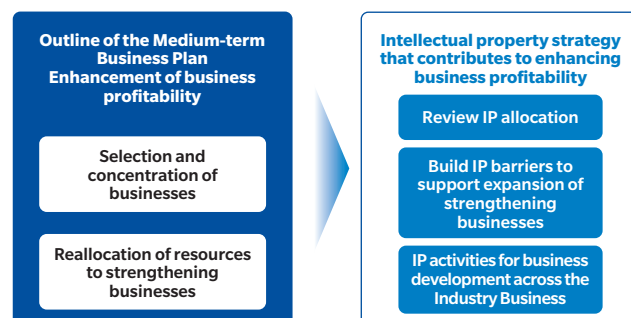 Outline of the Medium-term
Business Plan
Enhancement of business
profitability
Selection and
concentration of
businesses
Reallocation of resources
to strengthening
businesses
Intellectual property strategy
that contributes to enhancing
business profitability
Review IP allocation
Build IP barriers to
support expansion of
strengthening
businesses
IP activities for business
development across the
Industry Business